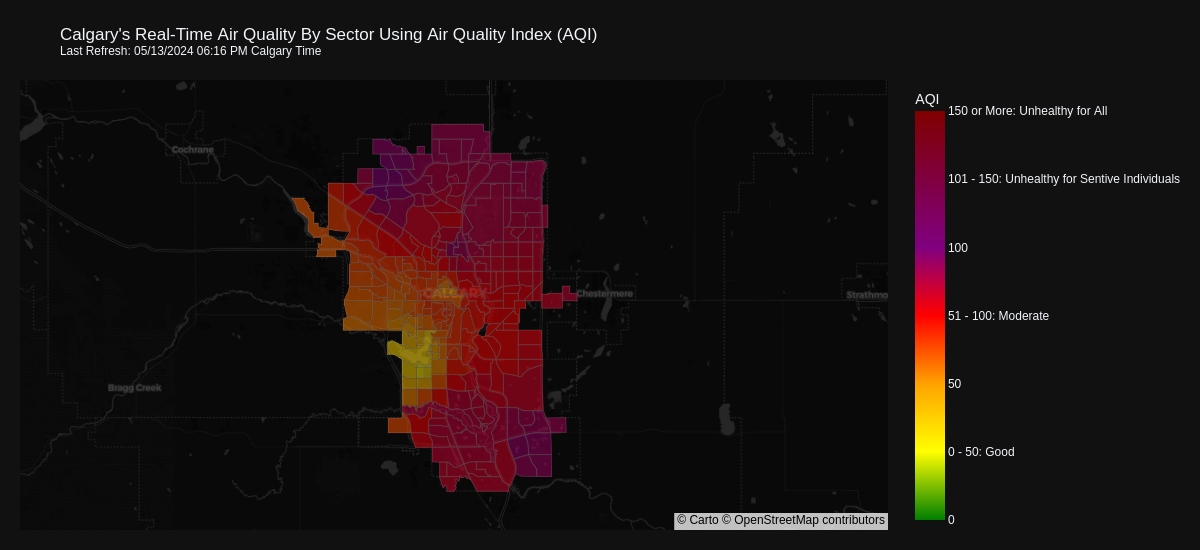 Calgary's Real-Time Air Quality By Sector Using Air Quality Index (AQI)
Last Refresh: 05/13/2024 06:16 PM Calgary Time
AQI
150 or More: Unhealthy for All
Cochrane
101 - 150: Unhealthy for Sentive Individuals
100
CALGARY
Chestermere
Strathmo
51 - 100: Moderate
50
Bragg Creek
0 - 50: Good
© Carto © OpenStreetMap contributors
0